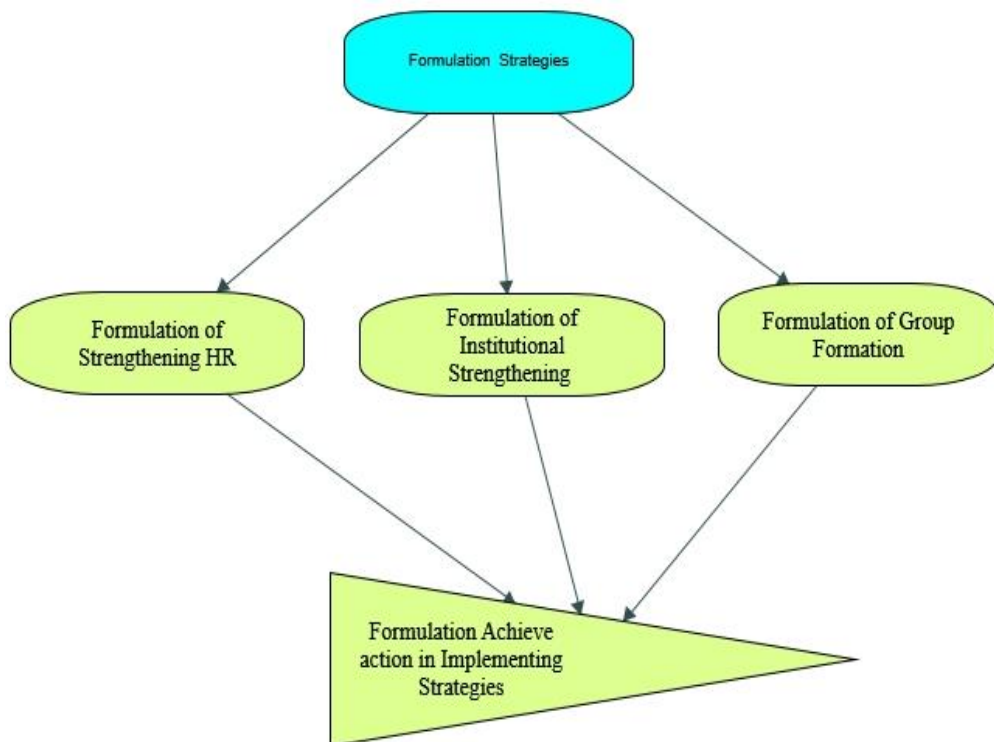 Formulation Strategies
Formulation of
Strengthening HR
Formulation of
Institutional
Strengthening
Formulation of Group
Formation
Formulation Achieve
action in Implementing
Strategies